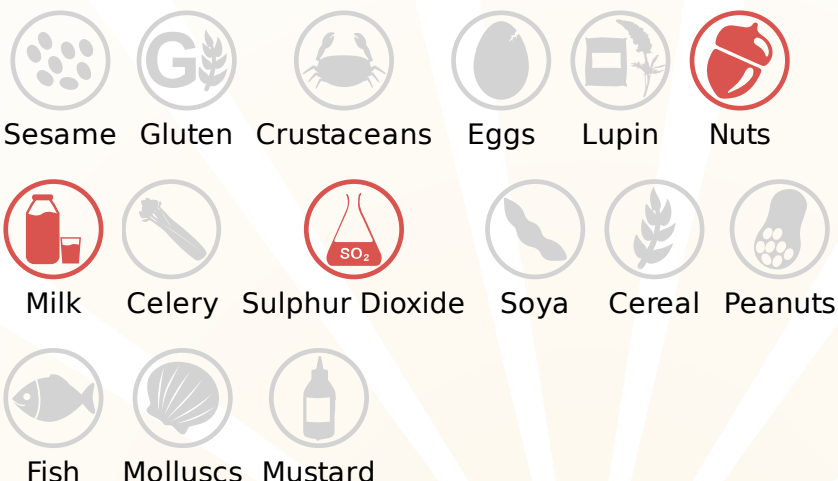 G
Sesame Gluten Crustaceans Eggs Lupin Nuts
SO₂
Milk Celery Sulphur Dioxide Soya Cereal Peanuts
Fish Molluscs Mustard